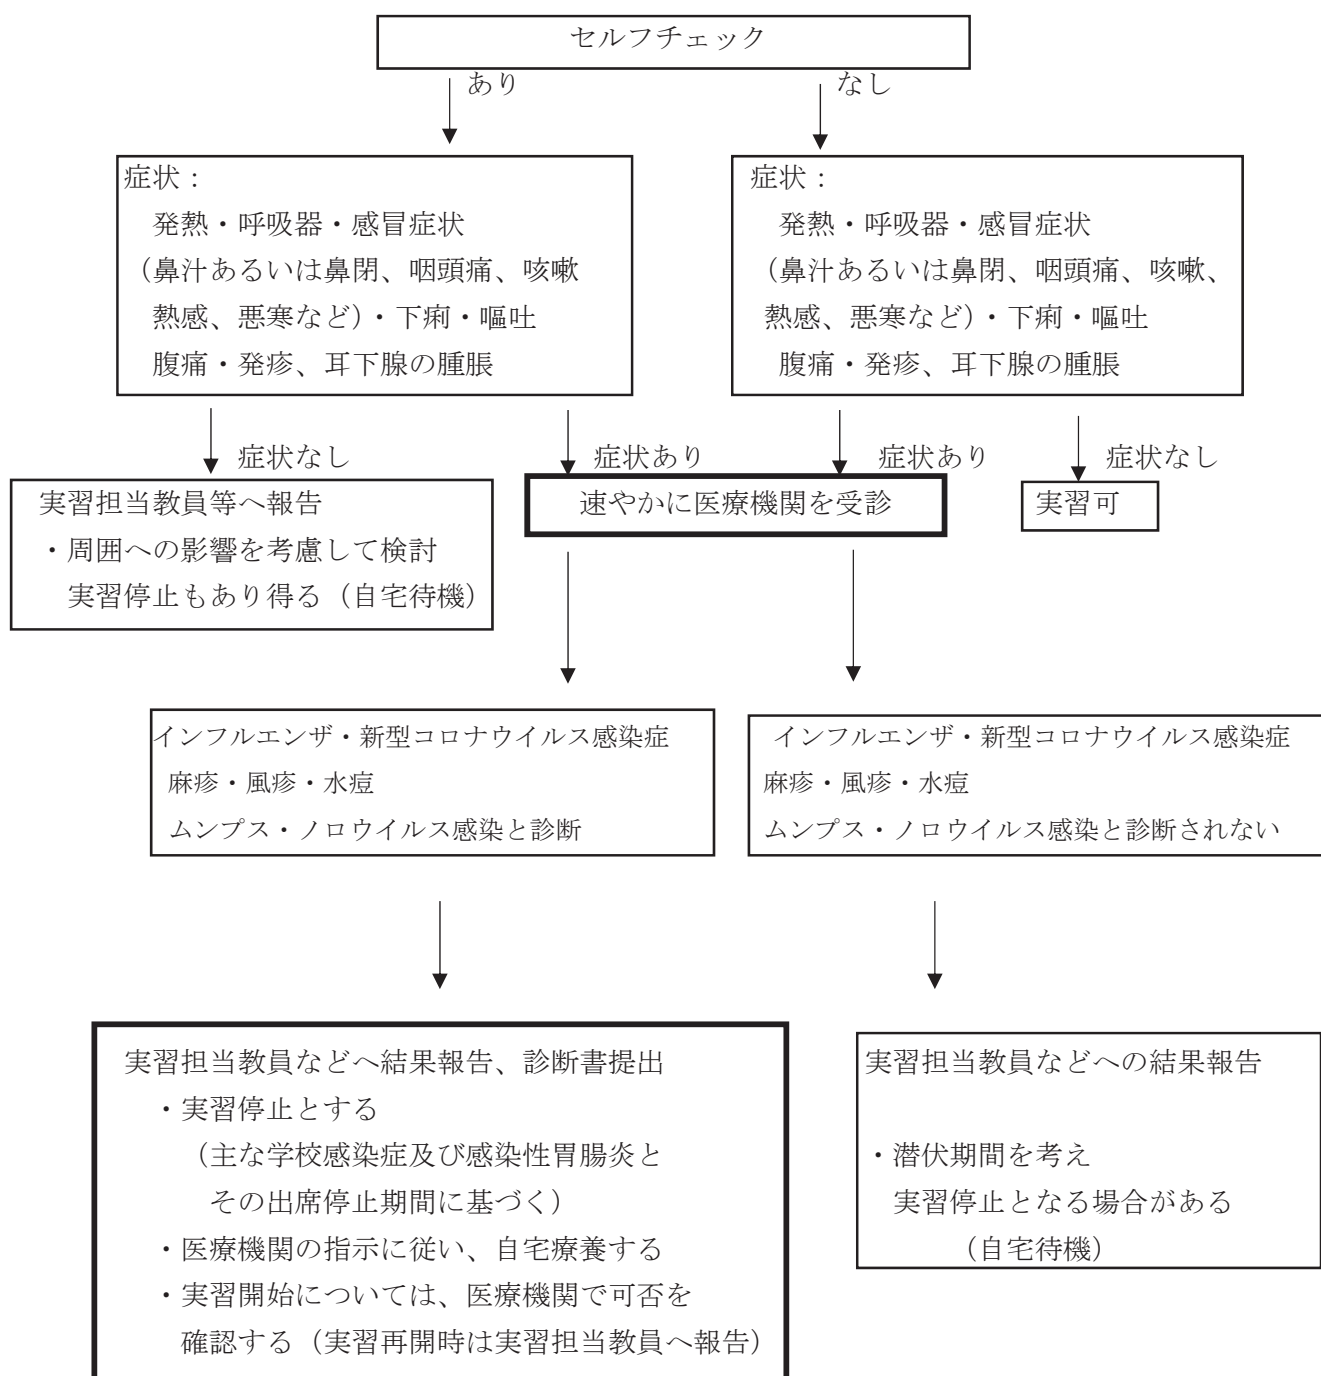 セルフチェック
あり
なし
症状：
発熱・呼吸器・感冒症状
（鼻汁あるいは鼻閉、咽頭痛、咳嗽
熱感、悪寒など）・下痢・嘔吐
腹痛・発疹、耳下腺の腫脹
症状：
発熱・呼吸器・感冒症状
（鼻汁あるいは鼻閉、咽頭痛、咳嗽、
熱感、悪寒など）・下痢・嘔吐
腹痛・発疹、耳下腺の腫脹
症状なし
症状あり
症状あり
症状なし
実習担当教員等へ報告
・周囲への影響を考慮して検討
実習停止もあり得る（自宅待機）
速やかに医療機関を受診
実習可
インフルエンザ・新型コロナウイルス感染症
麻疹・風疹・水痘
ムンプス・ノロウイルス感染と診断
インフルエンザ・新型コロナウイルス感染症
麻疹・風疹・水痘
ムンプス・ノロウイルス感染と診断されない
実習担当教員などへ結果報告、診断書提出
・実習停止とする
（主な学校感染症及び感染性胃腸炎と
その出席停止期間に基づく）
・医療機関の指示に従い、自宅療養する
・実習開始については、医療機関で可否を
確認する（実習再開時は実習担当教員へ報告）
実習担当教員などへの結果報告
・潜伏期間を考え
実習停止となる場合がある
（自宅待機）